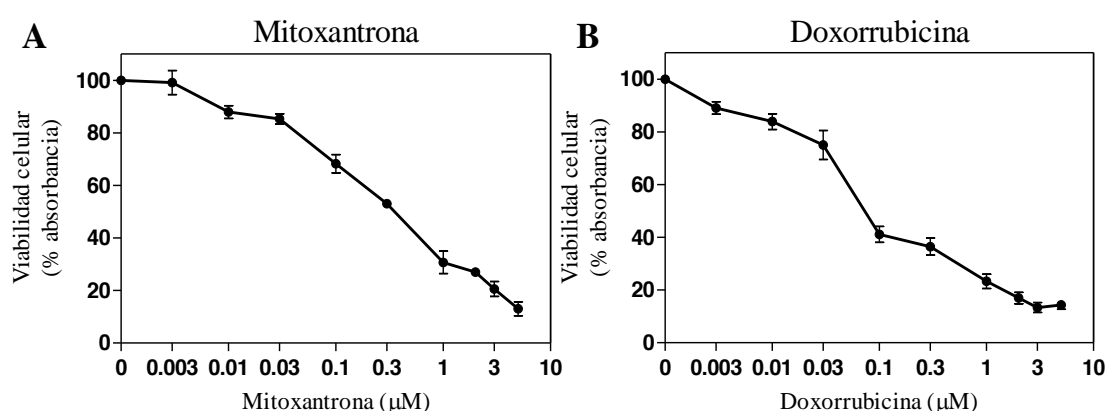 A
Mitoxantrona
Viabilidad celular
(% absorbancia)
100
80
60
40
20
0
0 0.003 0.01 0.03 0.1 0.3 1 3 10
Mitoxantrona (μM)
B
Doxorrubicina
Viabilidad celular
(% absorbancia)
100
80
60
40
20
0
0 0.003 0.01 0.03 0.1 0.3 1 3 10
Doxorrubicina (μM)